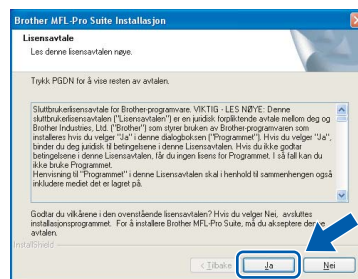 Brother MFL-Pro Suite Installasjon
Lisensavtale
Les denne lisensavtalen nøye.
Trykk PGDN for å vise resten av avtalen.
Sluttbrukerlisensavtale for Brother-programvare. VIKTIG - LES NØYE: Denne
sluttbrukerlisensavtalen ("Lisensavtalen") er en juridisk forpliktende avtale mellom deg og
Brother Industries, Ltd. ("Brother") som styrer bruken av Brother-programvaren som
installeres hvis du velger "Ja" i denne dialogboksen ("Programmet"). Hvis du velger "Ja",
binder du deg juridisk til betingelsene i denne Lisensavtalen. Hvis du ikke godtar
betingelsene i denne Lisensavtalen, får du ingen lisens for Programmet. I så fall kan du
ikke bruke Programmet.
Henvisning til "Programmet" i denne Lisensavtalen skal i henhold til sammenhengen også
inkludere mediet det er lagret på.
Godtar du vilkårene i den ovenstående lisensavtalen? Hvis du velger Nei, avsluttes
installasjonsprogrammet. For å installere Brother MFL-Pro Suite, må du akseptere denne
avtalen.
InstallShield
< Tilbake
Ja
Nei